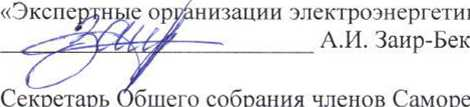 «Экспертные организации электроэнергети
А.И. Заир-Бек
Секретарь Общего собрания членов Саморе